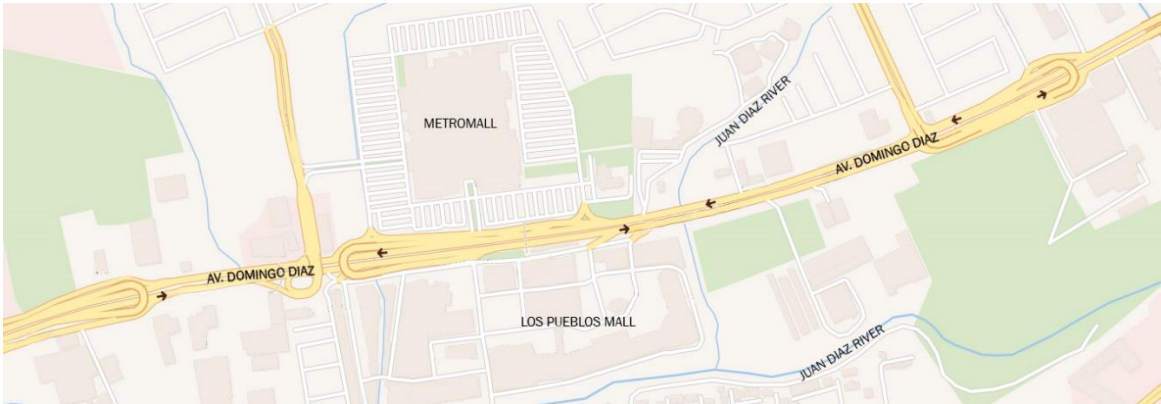 METROMALL
JUAN DIAZ RIVER
AV. DOMINGO DIAZ
AV. DOMINGO DIAZ
LOS PUEBLOS MALL
JUAN DIAZ RIVER